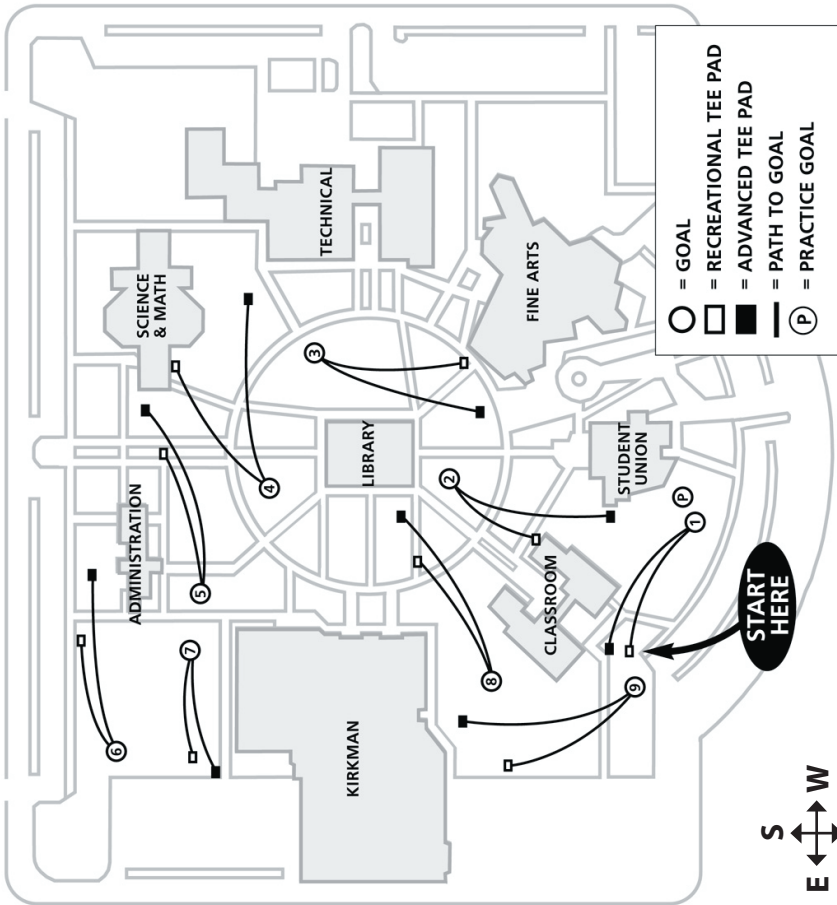 TECHNICAL
SCIENCE
& MATH
FINE ARTS
LIBRARY
STUDENT
UNION
ADMINISTRATION
CLASSROOM
KIRKMAN
1
2
3
4
5
6
7
8
9
P
START
HERE
= GOAL
= RECREATIONAL TEE PAD
= ADVANCED TEE PAD
= PATH TO GOAL
P = PRACTICE GOAL
S
E W